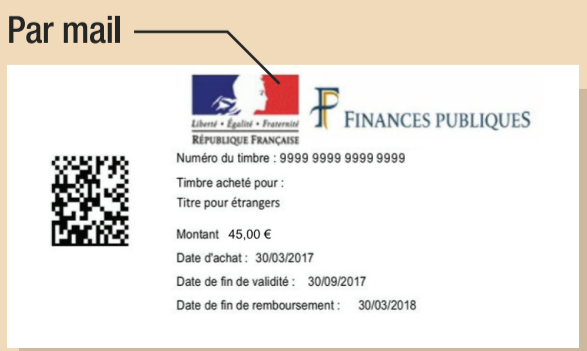 Par mail
Liberté • Égalité • Fraternité
RÉPUBLIQUE FRANÇAISE
FINANCES PUBLIQUES
Numéro du timbre : 9999 9999 9999 9999
Timbre acheté pour :
Titre pour étrangers
Montant 45,00 €
Date d'achat : 30/03/2017
Date de fin de validité : 30/09/2017
Date de fin de remboursement : 30/03/2018